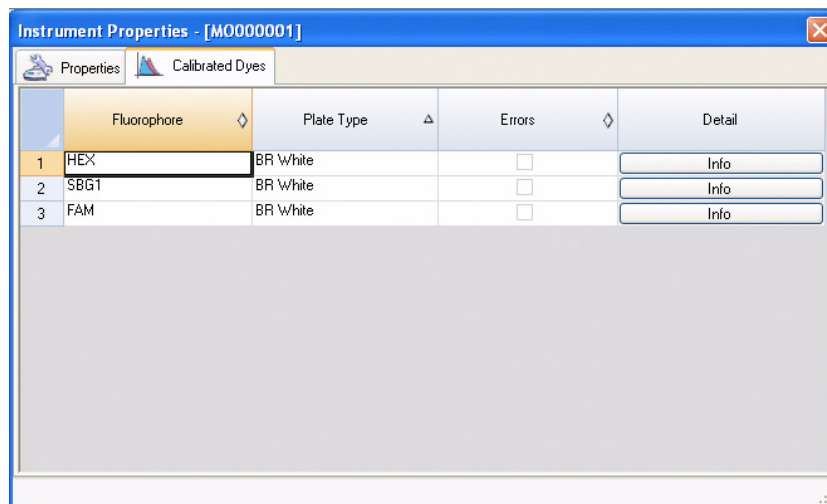 Instrument Properties - [MO000001]
Properties Calibrated Dyes
Fluorophore Plate Type Errors Detail
1 HEX BR White Info
2 SBG1 BR White Info
3 FAM BR White Info